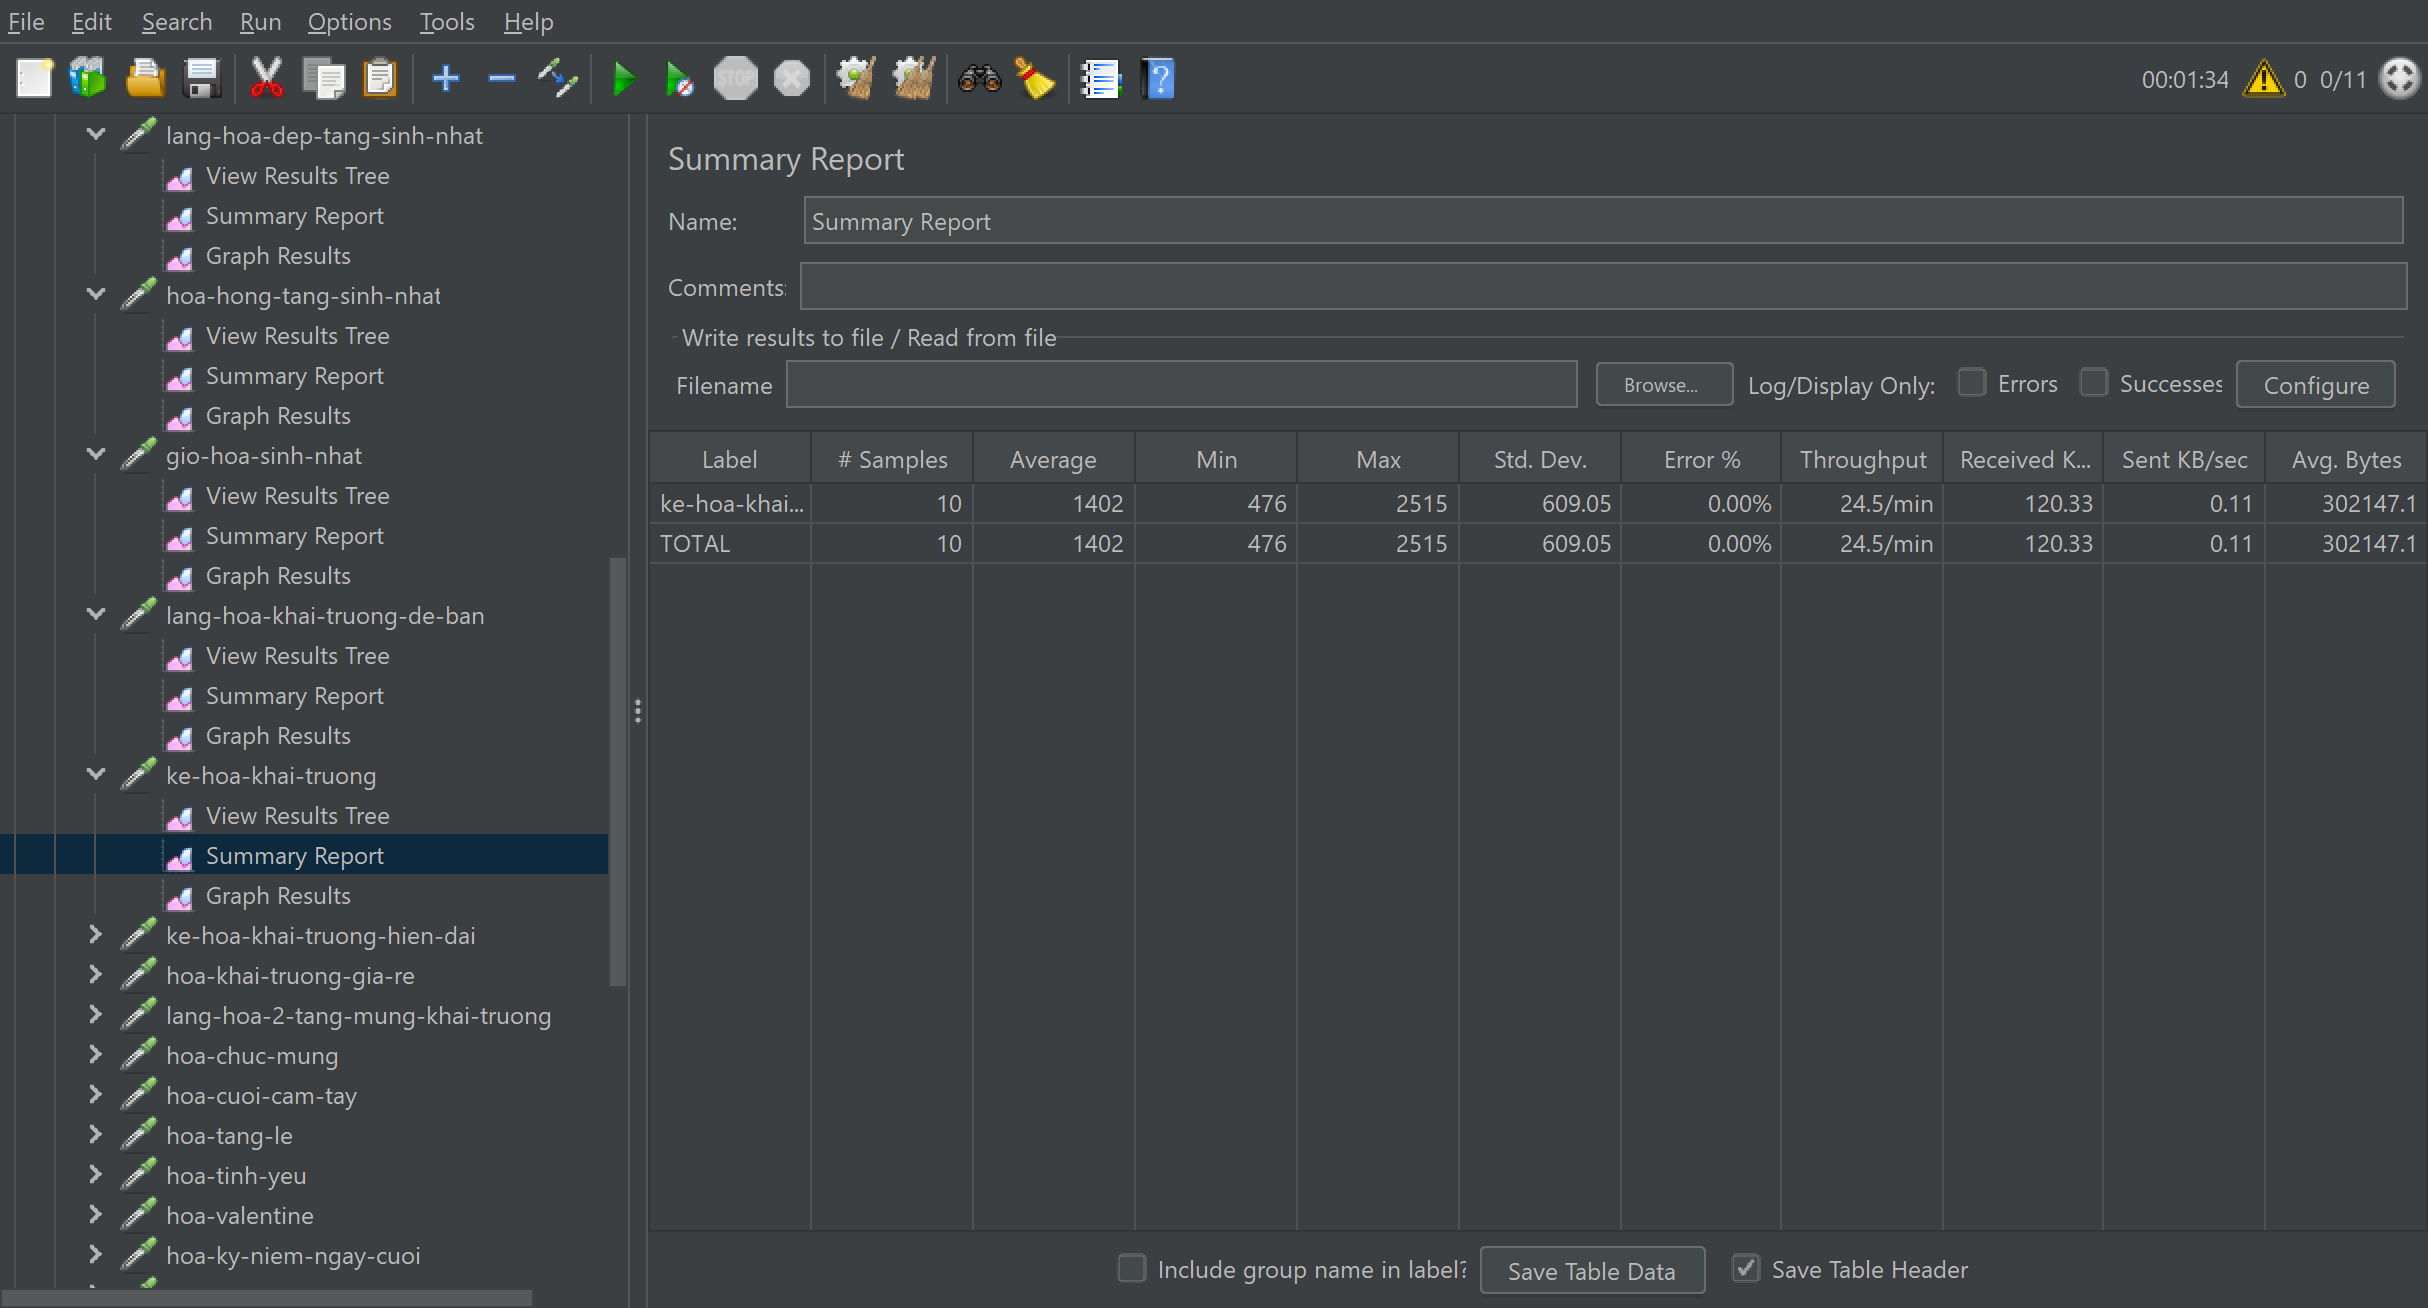 File Edit Search Run Options Tools Help
STOP
00:01:34 0 0/11
lang-hoa-dep-tang-sinh-nhat
View Results Tree
Summary Report
Graph Results
hoa-hong-tang-sinh-nhat
View Results Tree
Summary Report
Graph Results
gio-hoa-sinh-nhat
View Results Tree
Summary Report
Graph Results
lang-hoa-khai-truong-de-ban
View Results Tree
Summary Report
Graph Results
ke-hoa-khai-truong
View Results Tree
Summary Report
Graph Results
ke-hoa-khai-truong-hien-dai
hoa-khai-truong-gia-re
lang-hoa-2-tang-mung-khai-truong
hoa-chuc-mung
hoa-cuoi-cam-tay
hoa-tang-le
hoa-tinh-yeu
hoa-valentine
hoa-ky-niem-ngay-cuoi
Summary Report
Name: Summary Report
Comments:
Write results to file / Read from file
Filename Browse... Log/Display Only: Errors Successes Configure
Label # Samples Average Min Max Std. Dev. Error % Throughput Received K... Sent KB/sec Avg. Bytes
ke-hoa-khai... 10 1402 476 2515 609.05 0.00% 24.5/min 120.33 0.11 302147.1
TOTAL 10 1402 476 2515 609.05 0.00% 24.5/min 120.33 0.11 302147.1
Include group name in label? Save Table Data Save Table Header